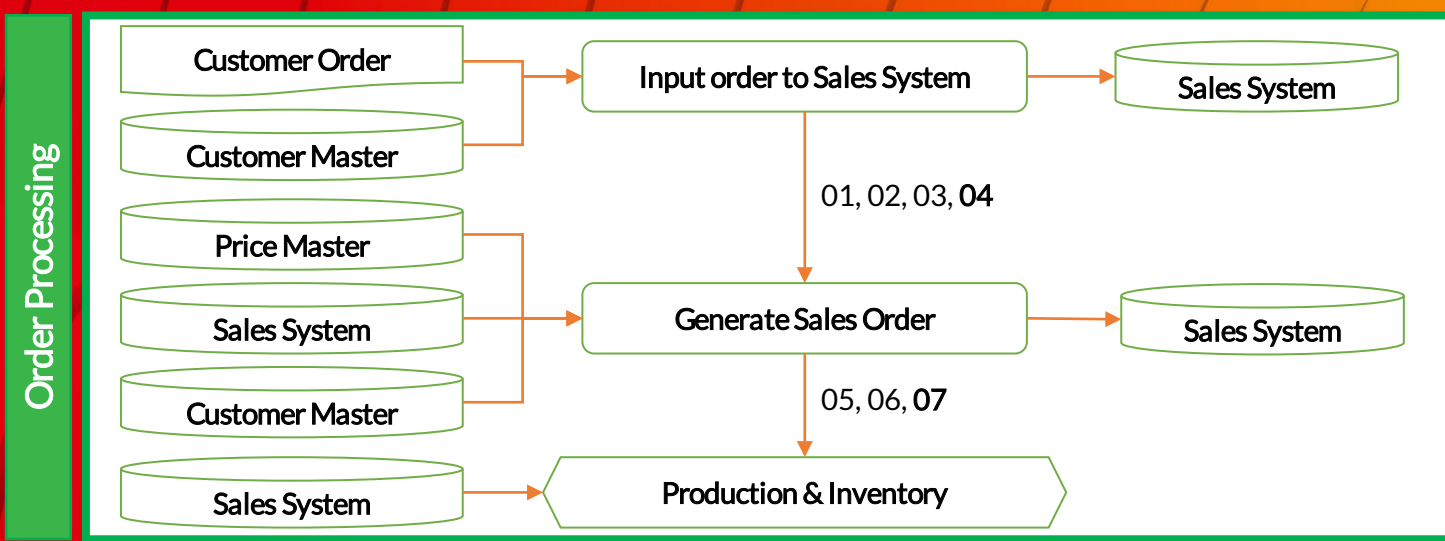 Order Processing
Customer Order
Input order to Sales System
Sales System
Customer Master
01, 02, 03, 04
Price Master
Sales System
Generate Sales Order
Sales System
Customer Master
05, 06, 07
Sales System
Production & Inventory